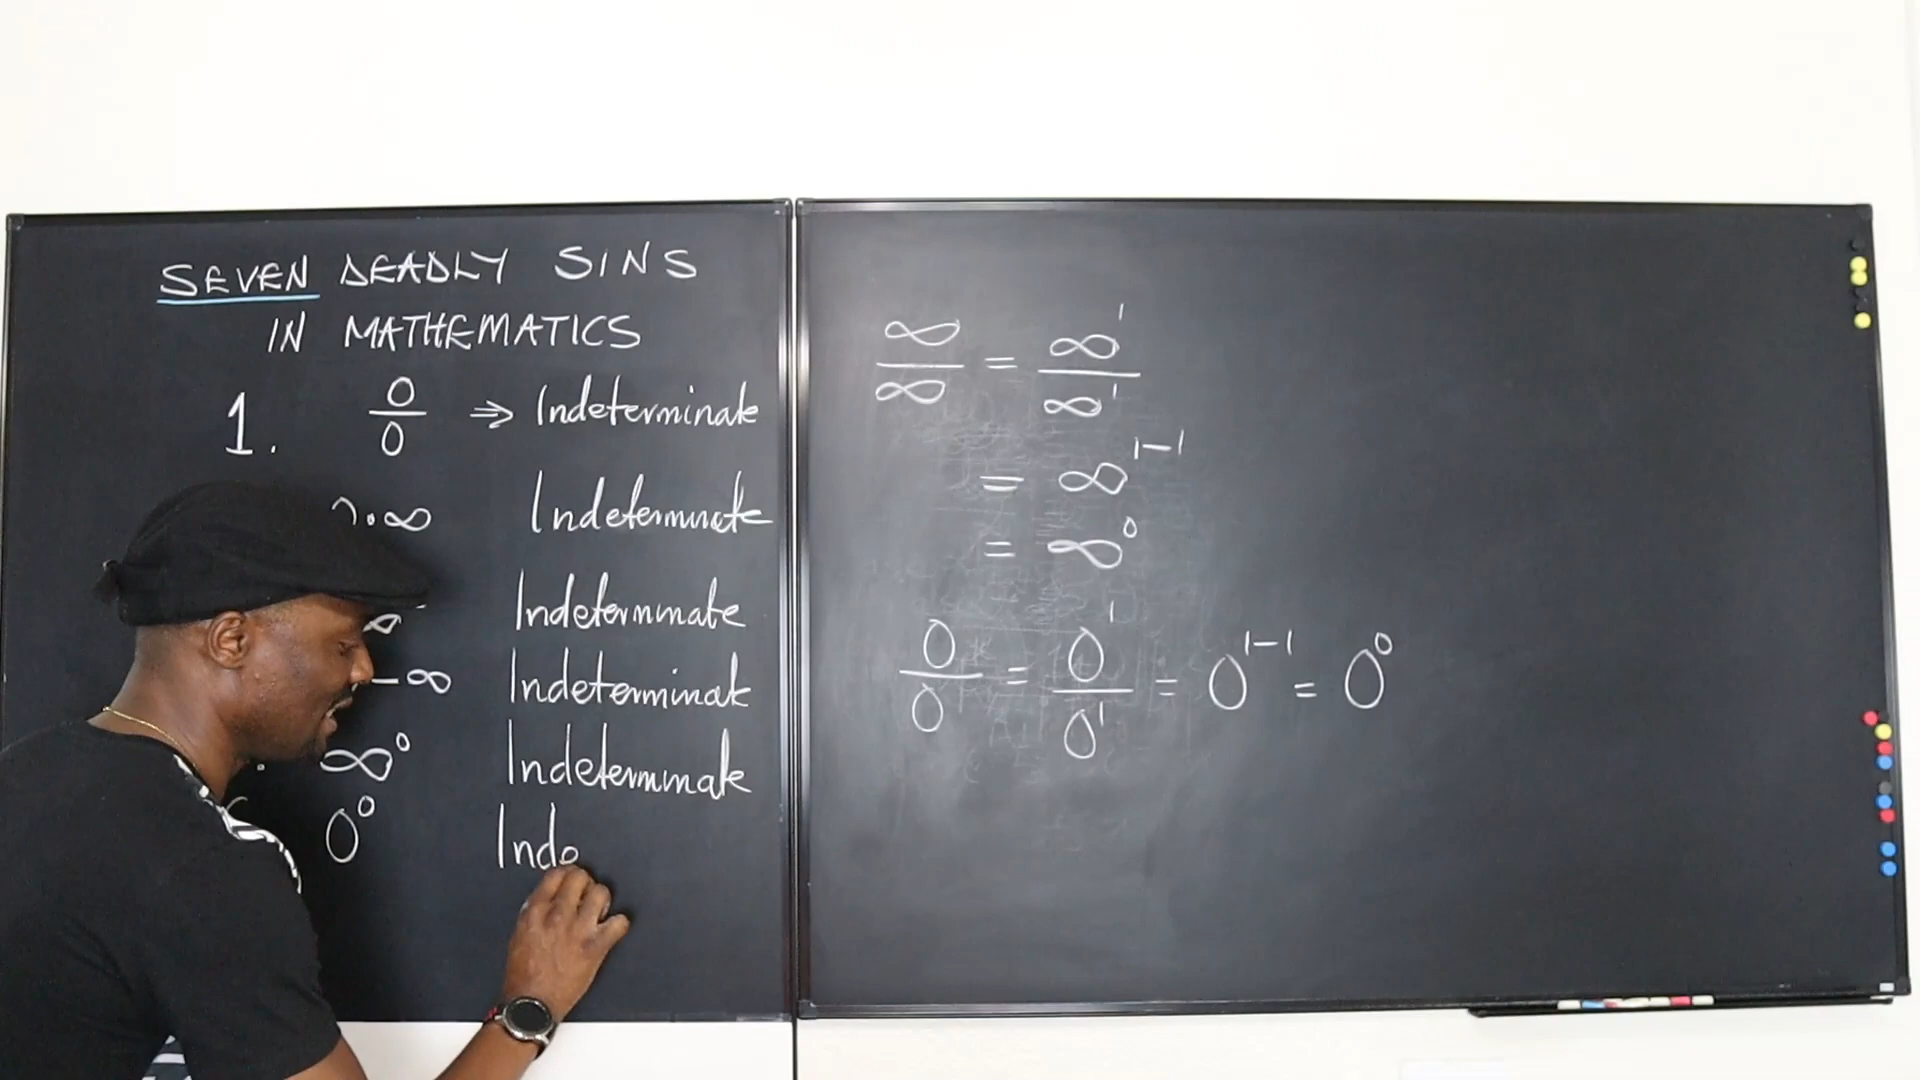 SEVEN DEADLY SINS
IN MATHEMATICS
1. 0/0 ⇒ Indeterminate
·∞ Indeterminate
Indeterminate
–∞ Indeterminate
∞⁰ Indeterminate
0⁰ Inde
∞/∞ = ∞¹/∞¹
= ∞¹⁻¹
= ∞⁰
0/0 = 0¹/0¹ = 0¹⁻¹ = 0⁰